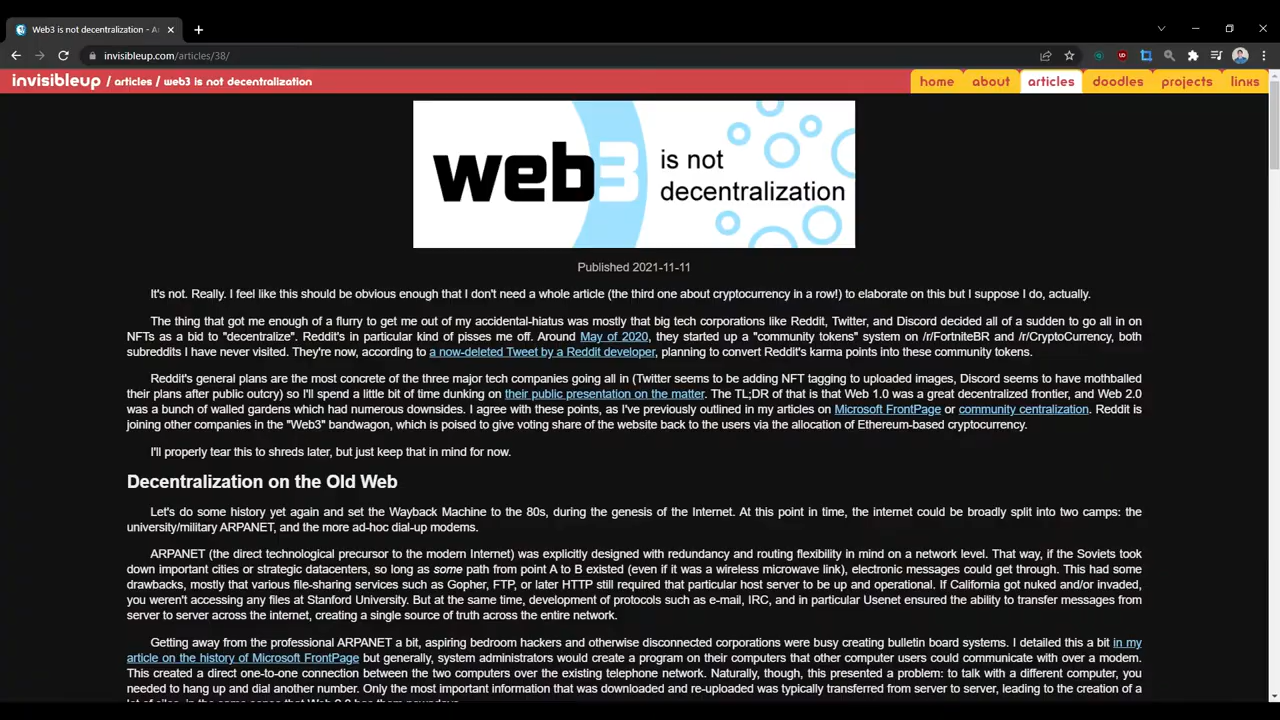 Web3 is not decentralization - A
invisibleup.com/articles/38/
invisibleup / articles / web3 is not decentralization
home about articles doodles projects links
web3 is not
decentralization
Published 2021-11-11
It's not. Really. I feel like this should be obvious enough that I don't need a whole article (the third one about cryptocurrency in a row!) to elaborate on this but I suppose I do, actually.
The thing that got me enough of a flurry to get me out of my accidental-hiatus was mostly that big tech corporations like Reddit, Twitter, and Discord decided all of a sudden to go all in on
NFTs as a bid to "decentralize". Reddit's in particular kind of pisses me off. Around May of 2020, they started up a "community tokens" system on /r/FortniteBR and /r/CryptoCurrency, both
subreddits I have never visited. They're now, according to a now-deleted Tweet by a Reddit developer, planning to convert Reddit's karma points into these community tokens.
Reddit's general plans are the most concrete of the three major tech companies going all in (Twitter seems to be adding NFT tagging to uploaded images, Discord seems to have mothballed
their plans after public outcry) so I'll spend a little bit of time dunking on their public presentation on the matter. The TL;DR of that is that Web 1.0 was a great decentralized frontier, and Web 2.0
was a bunch of walled gardens which had numerous downsides. I agree with these points, as I've previously outlined in my articles on Microsoft FrontPage or community centralization. Reddit is
joining other companies in the "Web3" bandwagon, which is poised to give voting share of the website back to the users via the allocation of Ethereum-based cryptocurrency.
I'll properly tear this to shreds later, but just keep that in mind for now.
Decentralization on the Old Web
Let's do some history yet again and set the Wayback Machine to the 80s, during the genesis of the Internet. At this point in time, the internet could be broadly split into two camps: the
university/military ARPANET, and the more ad-hoc dial-up modems.
ARPANET (the direct technological precursor to the modern Internet) was explicitly designed with redundancy and routing flexibility in mind on a network level. That way, if the Soviets took
down important cities or strategic datacenters, so long as some path from point A to B existed (even if it was a wireless microwave link), electronic messages could get through. This had some
drawbacks, mostly that various file-sharing services such as Gopher, FTP, or later HTTP still required that particular host server to be up and operational. If California got nuked and/or invaded,
you weren't accessing any files at Stanford University. But at the same time, development of protocols such as e-mail, IRC, and in particular Usenet ensured the ability to transfer messages from
server to server across the internet, creating a single source of truth across the entire network.
Getting away from the professional ARPANET a bit, aspiring bedroom hackers and otherwise disconnected corporations were busy creating bulletin board systems. I detailed this a bit in my
article on the history of Microsoft FrontPage but generally, system administrators would create a program on their computers that other computer users could communicate with over a modem.
This created a direct one-to-one connection between the two computers over the existing telephone network. Naturally, though, this presented a problem: to talk with a different computer, you
needed to hang up and dial another number. Only the most important information that was downloaded and re-uploaded was typically transferred from server to server, leading to the creation of a